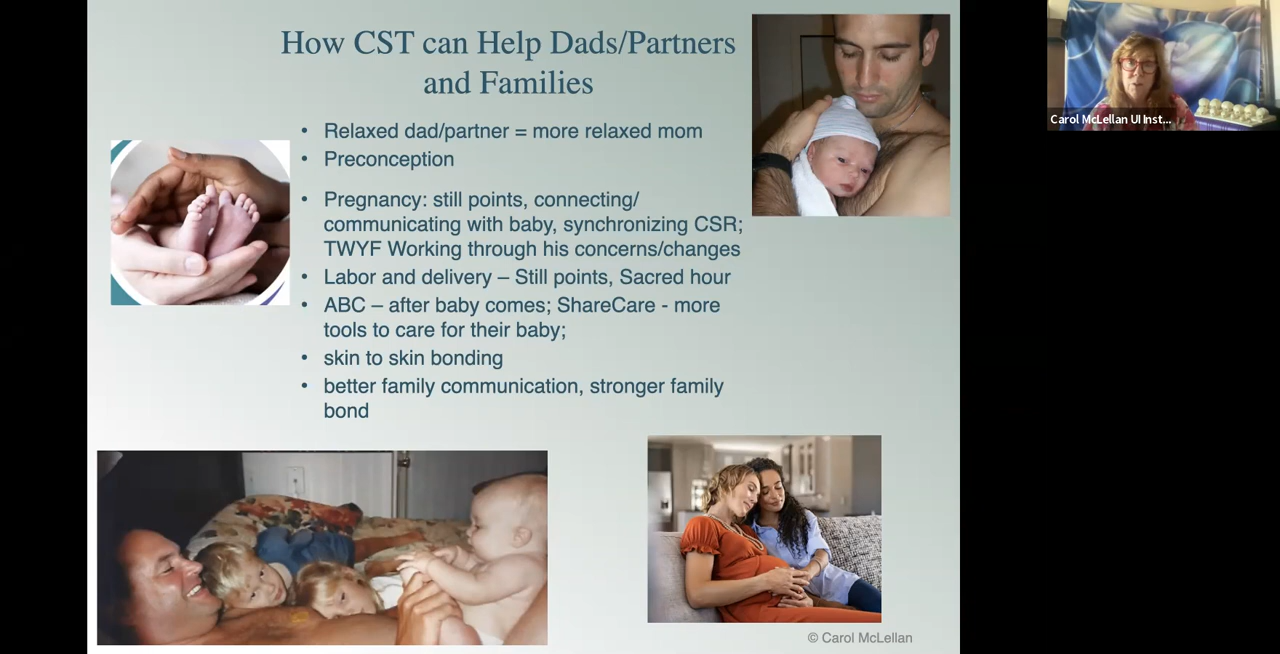 How CST can Help Dads/Partners
and Families
• Relaxed dad/partner = more relaxed mom
• Preconception
• Pregnancy: still points, connecting/
communicating with baby, synchronizing CSR;
TWYF Working through his concerns/changes
• Labor and delivery – Still points, Sacred hour
• ABC – after baby comes; ShareCare - more
tools to care for their baby;
• skin to skin bonding
• better family communication, stronger family
bond
© Carol McLellan
Carol McLellan UI Inst...